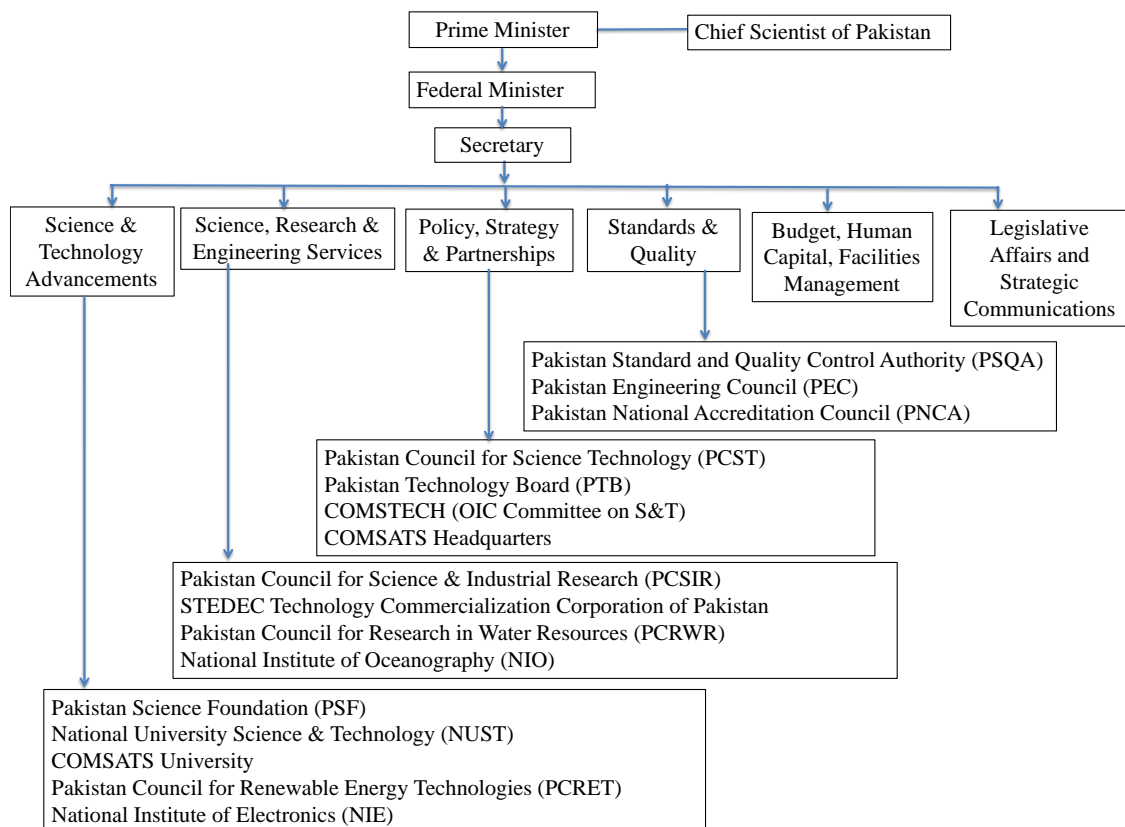 Prime Minister
Chief Scientist of Pakistan
Federal Minister
Secretary
Science &
Technology
Advancements
Science, Research &
Engineering Services
Policy, Strategy
& Partnerships
Standards &
Quality
Budget, Human
Capital, Facilities
Management
Legislative
Affairs and
Strategic
Communications
Pakistan Standard and Quality Control Authority (PSQA)
Pakistan Engineering Council (PEC)
Pakistan National Accreditation Council (PNCA)
Pakistan Council for Science Technology (PCST)
Pakistan Technology Board (PTB)
COMSTECH (OIC Committee on S&T)
COMSATS Headquarters
Pakistan Council for Science & Industrial Research (PCSIR)
STEDEC Technology Commercialization Corporation of Pakistan
Pakistan Council for Research in Water Resources (PCRWR)
National Institute of Oceanography (NIO)
Pakistan Science Foundation (PSF)
National University Science & Technology (NUST)
COMSATS University
Pakistan Council for Renewable Energy Technologies (PCRET)
National Institute of Electronics (NIE)